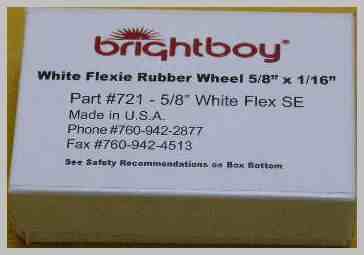 brightboy®
White Flexie Rubber Wheel 5/8" x 1/16"
Part #721 - 5/8" White Flex SE
Made in U.S.A.
Phone #760-942-2877
Fax #760-942-4513
See Safety Recommendations on Box Bottom